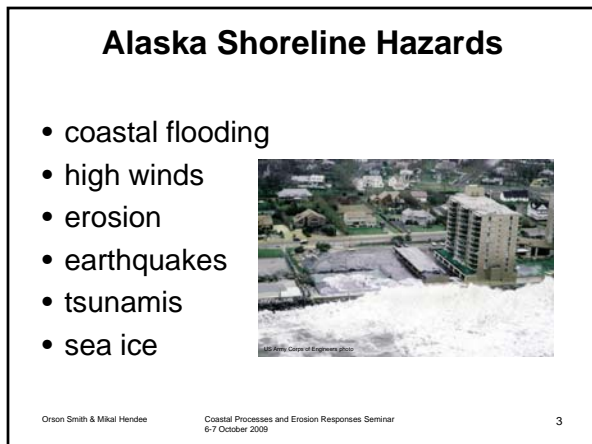 Alaska Shoreline Hazards
• coastal flooding
• high winds
• erosion
• earthquakes
• tsunamis
• sea ice
US Army Corps of Engineers photo
Orson Smith & Mikal Hendee
Coastal Processes and Erosion Responses Seminar
6-7 October 2009
3